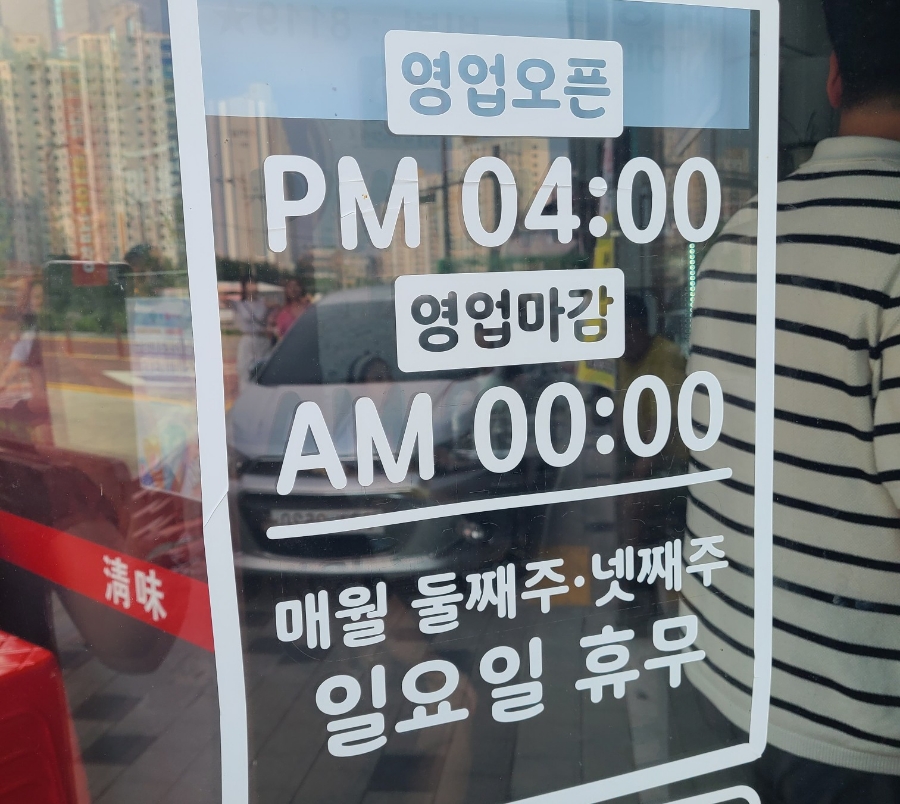 영업오픈
PM 04:00
영업마감
AM 00:00
매월 둘째주·넷째주
일요일 휴무
清味